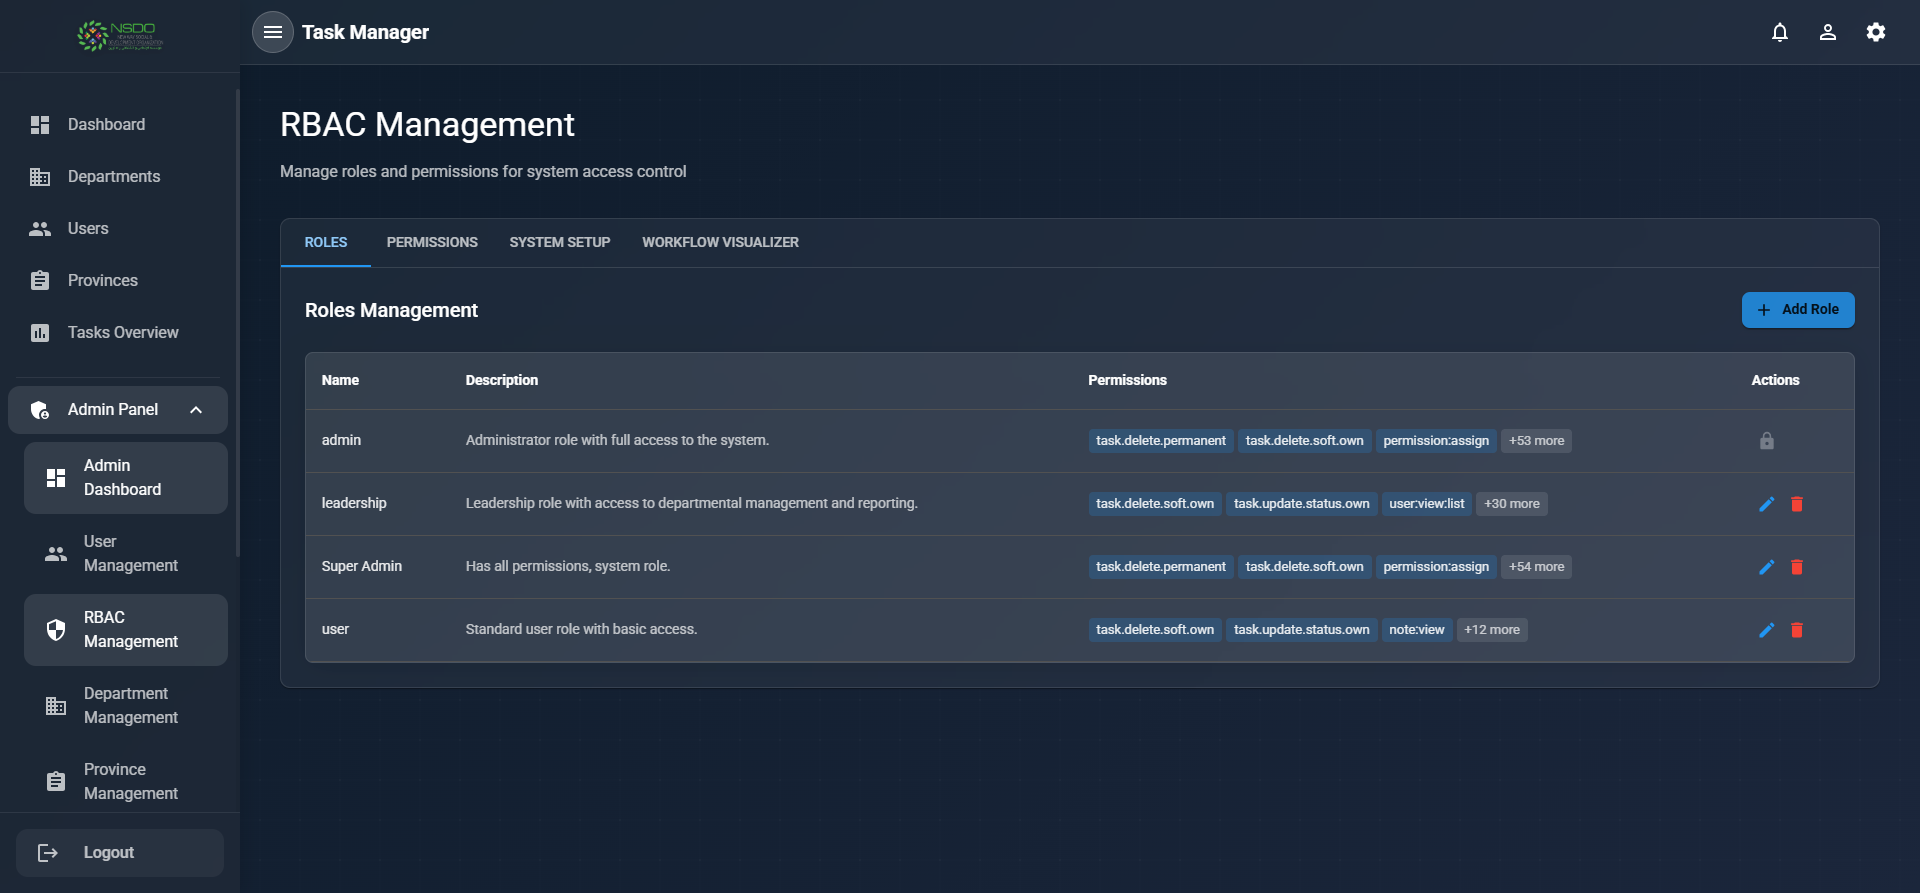 NSDO
Task Manager
Dashboard
Departments
Users
Provinces
Tasks Overview
Admin Panel
Admin
Dashboard
User
Management
RBAC
Management
Department
Management
Province
Management
Logout
RBAC Management
Manage roles and permissions for system access control
ROLES PERMISSIONS SYSTEM SETUP WORKFLOW VISUALIZER
Roles Management
Add Role
Name Description Permissions Actions
admin Administrator role with full access to the system. task.delete.permanent task.delete.soft.own permission:assign +53 more
leadership Leadership role with access to departmental management and reporting. task.delete.soft.own task.update.status.own user:view:list +30 more
Super Admin Has all permissions, system role. task.delete.permanent task.delete.soft.own permission:assign +54 more
user Standard user role with basic access. task.delete.soft.own task.update.status.own note:view +12 more